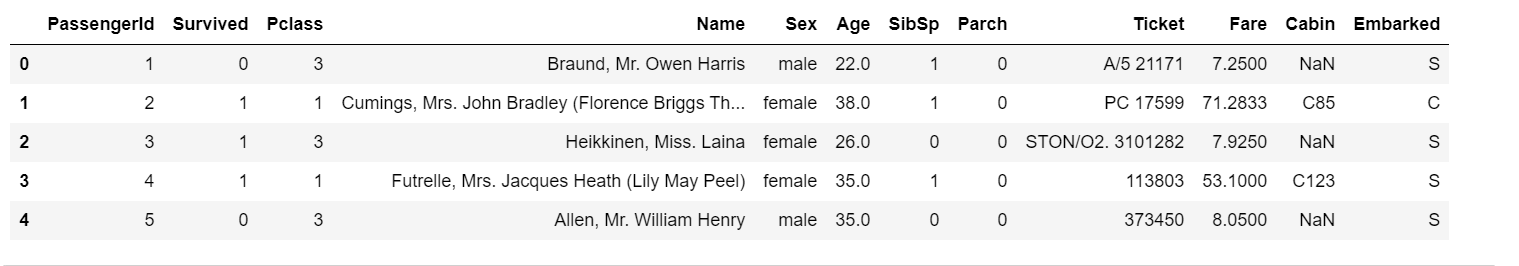 PassengerId Survived Pclass Name Sex Age SibSp Parch Ticket Fare Cabin Embarked
0 1 0 3 Braund, Mr. Owen Harris male 22.0 1 0 A/5 21171 7.2500 NaN S
1 2 1 1 Cumings, Mrs. John Bradley (Florence Briggs Th... female 38.0 1 0 PC 17599 71.2833 C85 C
2 3 1 3 Heikkinen, Miss. Laina female 26.0 0 0 STON/O2. 3101282 7.9250 NaN S
3 4 1 1 Futrelle, Mrs. Jacques Heath (Lily May Peel) female 35.0 1 0 113803 53.1000 C123 S
4 5 0 3 Allen, Mr. William Henry male 35.0 0 0 373450 8.0500 NaN S